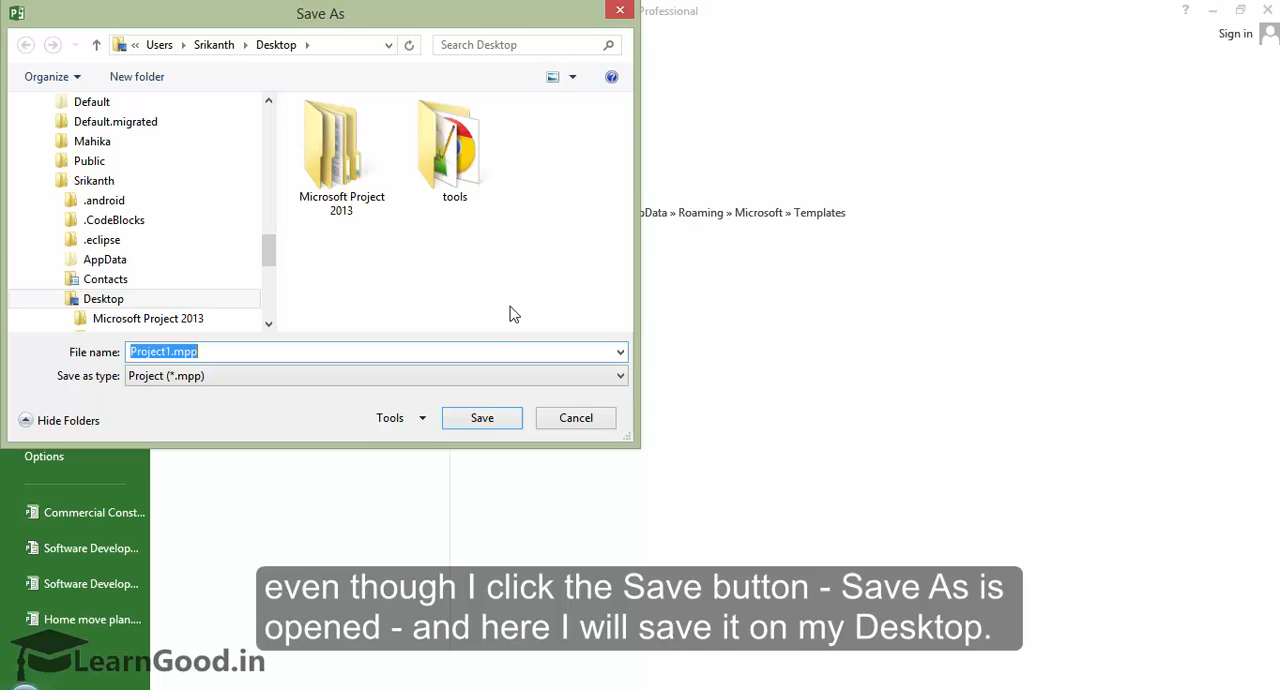 Save As
Professional
?
Sign in
Users Srikanth Desktop
Search Desktop
Organize
New folder
Default
Default.migrated
Mahika
Public
Srikanth
.android
.CodeBlocks
.eclipse
AppData
Contacts
Desktop
Microsoft Project 2013
Microsoft Project
2013
tools
pData » Roaming » Microsoft » Templates
File name: Project1.mpp
Save as type: Project (*.mpp)
Hide Folders
Tools
Save
Cancel
Options
Commercial Const...
Software Develop...
Software Develop...
Home move plan....
even though I click the Save button - Save As is
opened - and here I will save it on my Desktop.
LearnGood.in